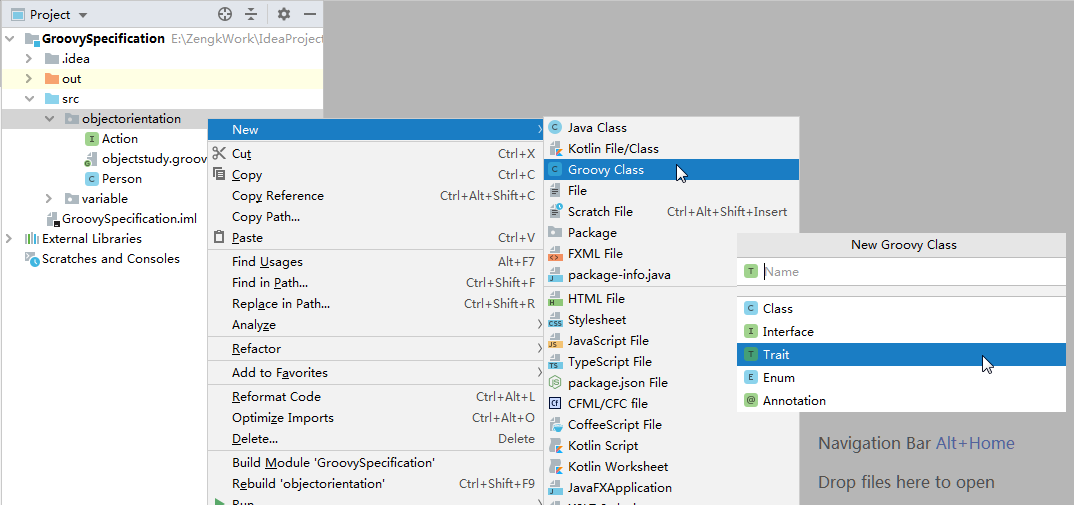 Project
GroovySpecification E:\ZengkWork\IdeaProject
.idea
out
src
objectorientation
Action
objectstudy.groov
Person
variable
GroovySpecification.iml
External Libraries
Scratches and Consoles
New
Cut Ctrl+X
Copy Ctrl+C
Copy Reference Ctrl+Alt+Shift+C
Copy Path...
Paste Ctrl+V
Find Usages Alt+F7
Find in Path... Ctrl+Shift+F
Replace in Path... Ctrl+Shift+R
Analyze
Refactor
Add to Favorites
Reformat Code Ctrl+Alt+L
Optimize Imports Ctrl+Alt+O
Delete... Delete
Build Module 'GroovySpecification'
Rebuild 'objectorientation' Ctrl+Shift+F9
Run
Java Class
Kotlin File/Class
Groovy Class
File
Scratch File Ctrl+Alt+Shift+Insert
Package
FXML File
package-info.java
HTML File
Stylesheet
JavaScript File
TypeScript File
package.json File
CFML/CFC file
CoffeeScript File
Kotlin Script
Kotlin Worksheet
JavaFXApplication
New Groovy Class
Name
Class
Interface
Trait
Enum
Annotation
Navigation Bar Alt+Home
Drop files here to open